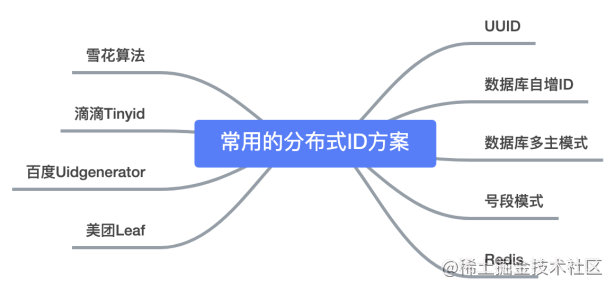 常用的分布式ID方案
雪花算法
滴滴Tinyid
百度Uidgenerator
美团Leaf
UUID
数据库自增ID
数据库多主模式
号段模式
Redis
@稀土掘金技术社区